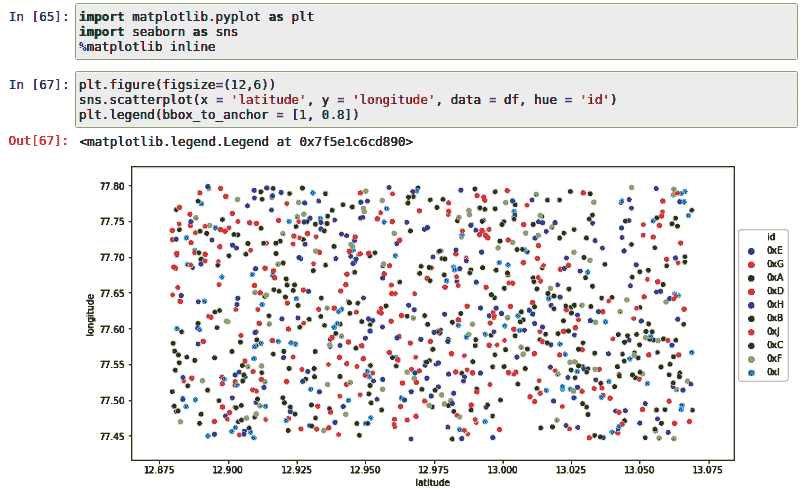 In [65]: import matplotlib.pyplot as plt
import seaborn as sns
%matplotlib inline
In [67]: plt.figure(figsize=(12,6))
sns.scatterplot(x = 'latitude', y = 'longitude', data = df, hue = 'id')
plt.legend(bbox_to_anchor = [1, 0.8])
Out[67]: <matplotlib.legend.Legend at 0x7f5e1c6cd890>
77.80
77.75
77.70
77.65
77.60
77.55
77.50
77.45
longitude
id
0xE
0xG
0xA
0xD
0xH
0xB
0xJ
0xC
0xF
0xI
12.875 12.900 12.925 12.950 12.975 13.000 13.025 13.050 13.075
latitude